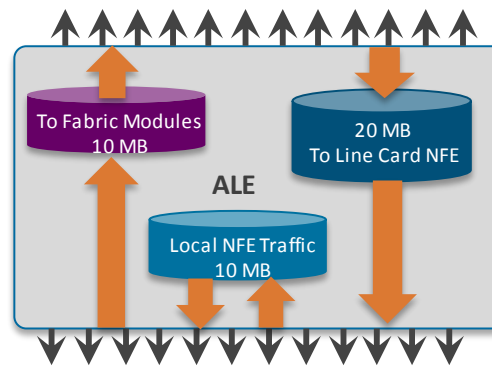 To Fabric Modules
10 MB
20 MB
To Line Card NFE
ALE
Local NFE Traffic
10 MB